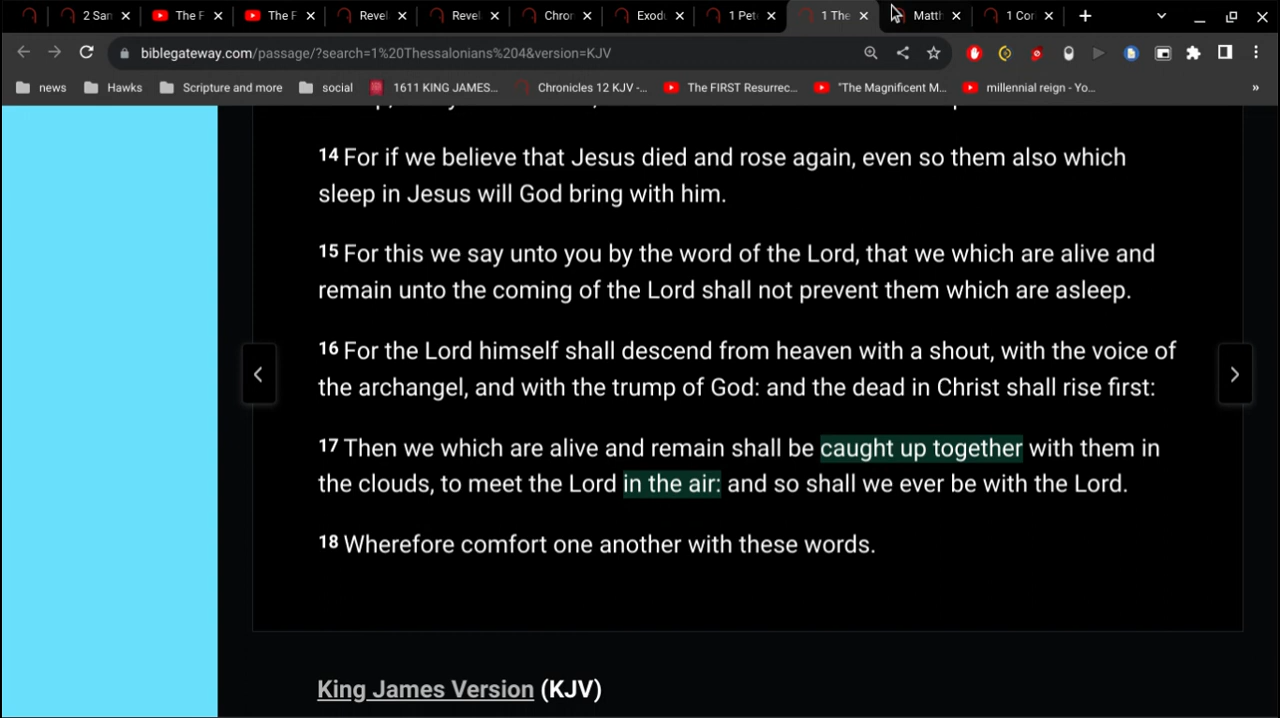 2 San
The F
The F
Revel
Revel
Chror
Exodu
1 Pet
1 The
Matth
1 Cor
biblegateway.com/passage/?search=1%20Thessalonians%204&version=KJV
news
Hawks
Scripture and more
social
1611 KING JAMES...
Chronicles 12 KJV -...
The FIRST Resurrec...
"The Magnificent M...
millennial reign - Yo...
»
14 For if we believe that Jesus died and rose again, even so them also which
sleep in Jesus will God bring with him.
15 For this we say unto you by the word of the Lord, that we which are alive and
remain unto the coming of the Lord shall not prevent them which are asleep.
16 For the Lord himself shall descend from heaven with a shout, with the voice of
the archangel, and with the trump of God: and the dead in Christ shall rise first:
17 Then we which are alive and remain shall be caught up together with them in
the clouds, to meet the Lord in the air: and so shall we ever be with the Lord.
18 Wherefore comfort one another with these words.
King James Version (KJV)